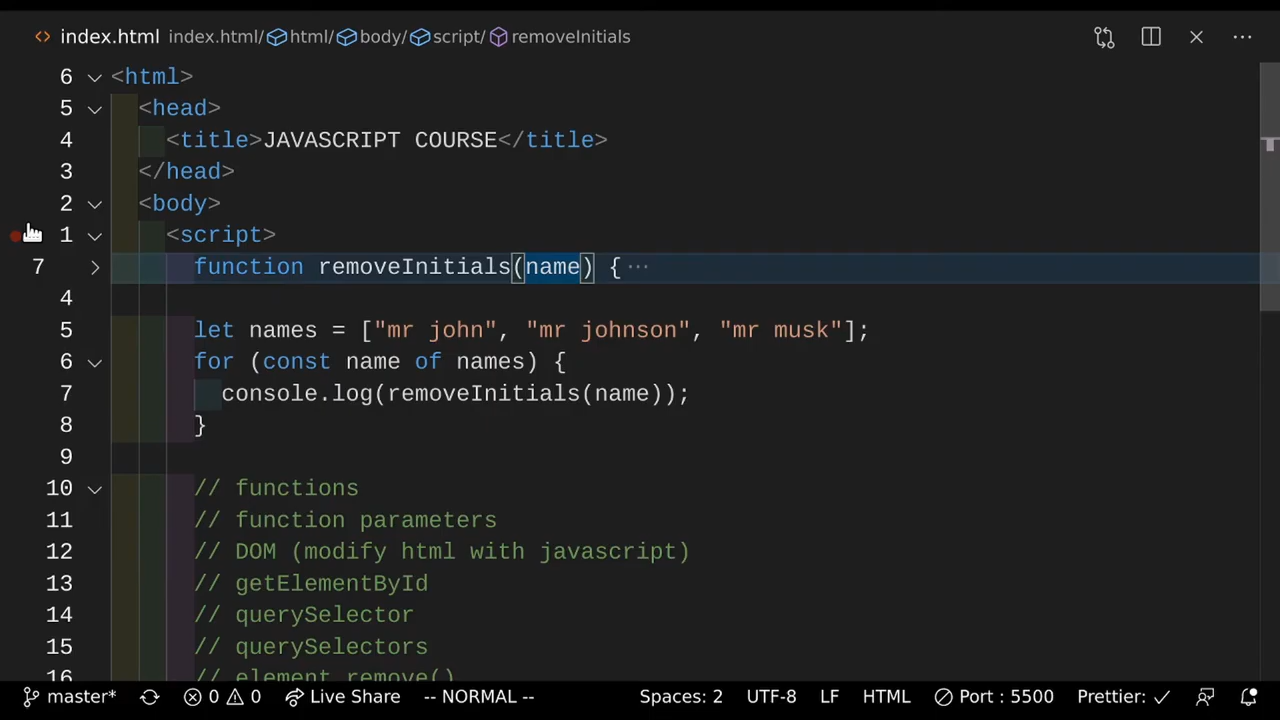 index.html index.html/ html/ body/ script/ removeInitials
6 <html>
5 <head>
4 <title>JAVASCRIPT COURSE</title>
3 </head>
2 <body>
1 <script>
7 function removeInitials(name) { ···
4
5 let names = ["mr john", "mr johnson", "mr musk"];
6 for (const name of names) {
7 console.log(removeInitials(name));
8 }
9
10 // functions
11 // function parameters
12 // DOM (modify html with javascript)
13 // getElementById
14 // querySelector
15 // querySelectors
16 // element.remove()
master* 0 0 Live Share -- NORMAL -- Spaces: 2 UTF-8 LF HTML Port : 5500 Prettier: ✓